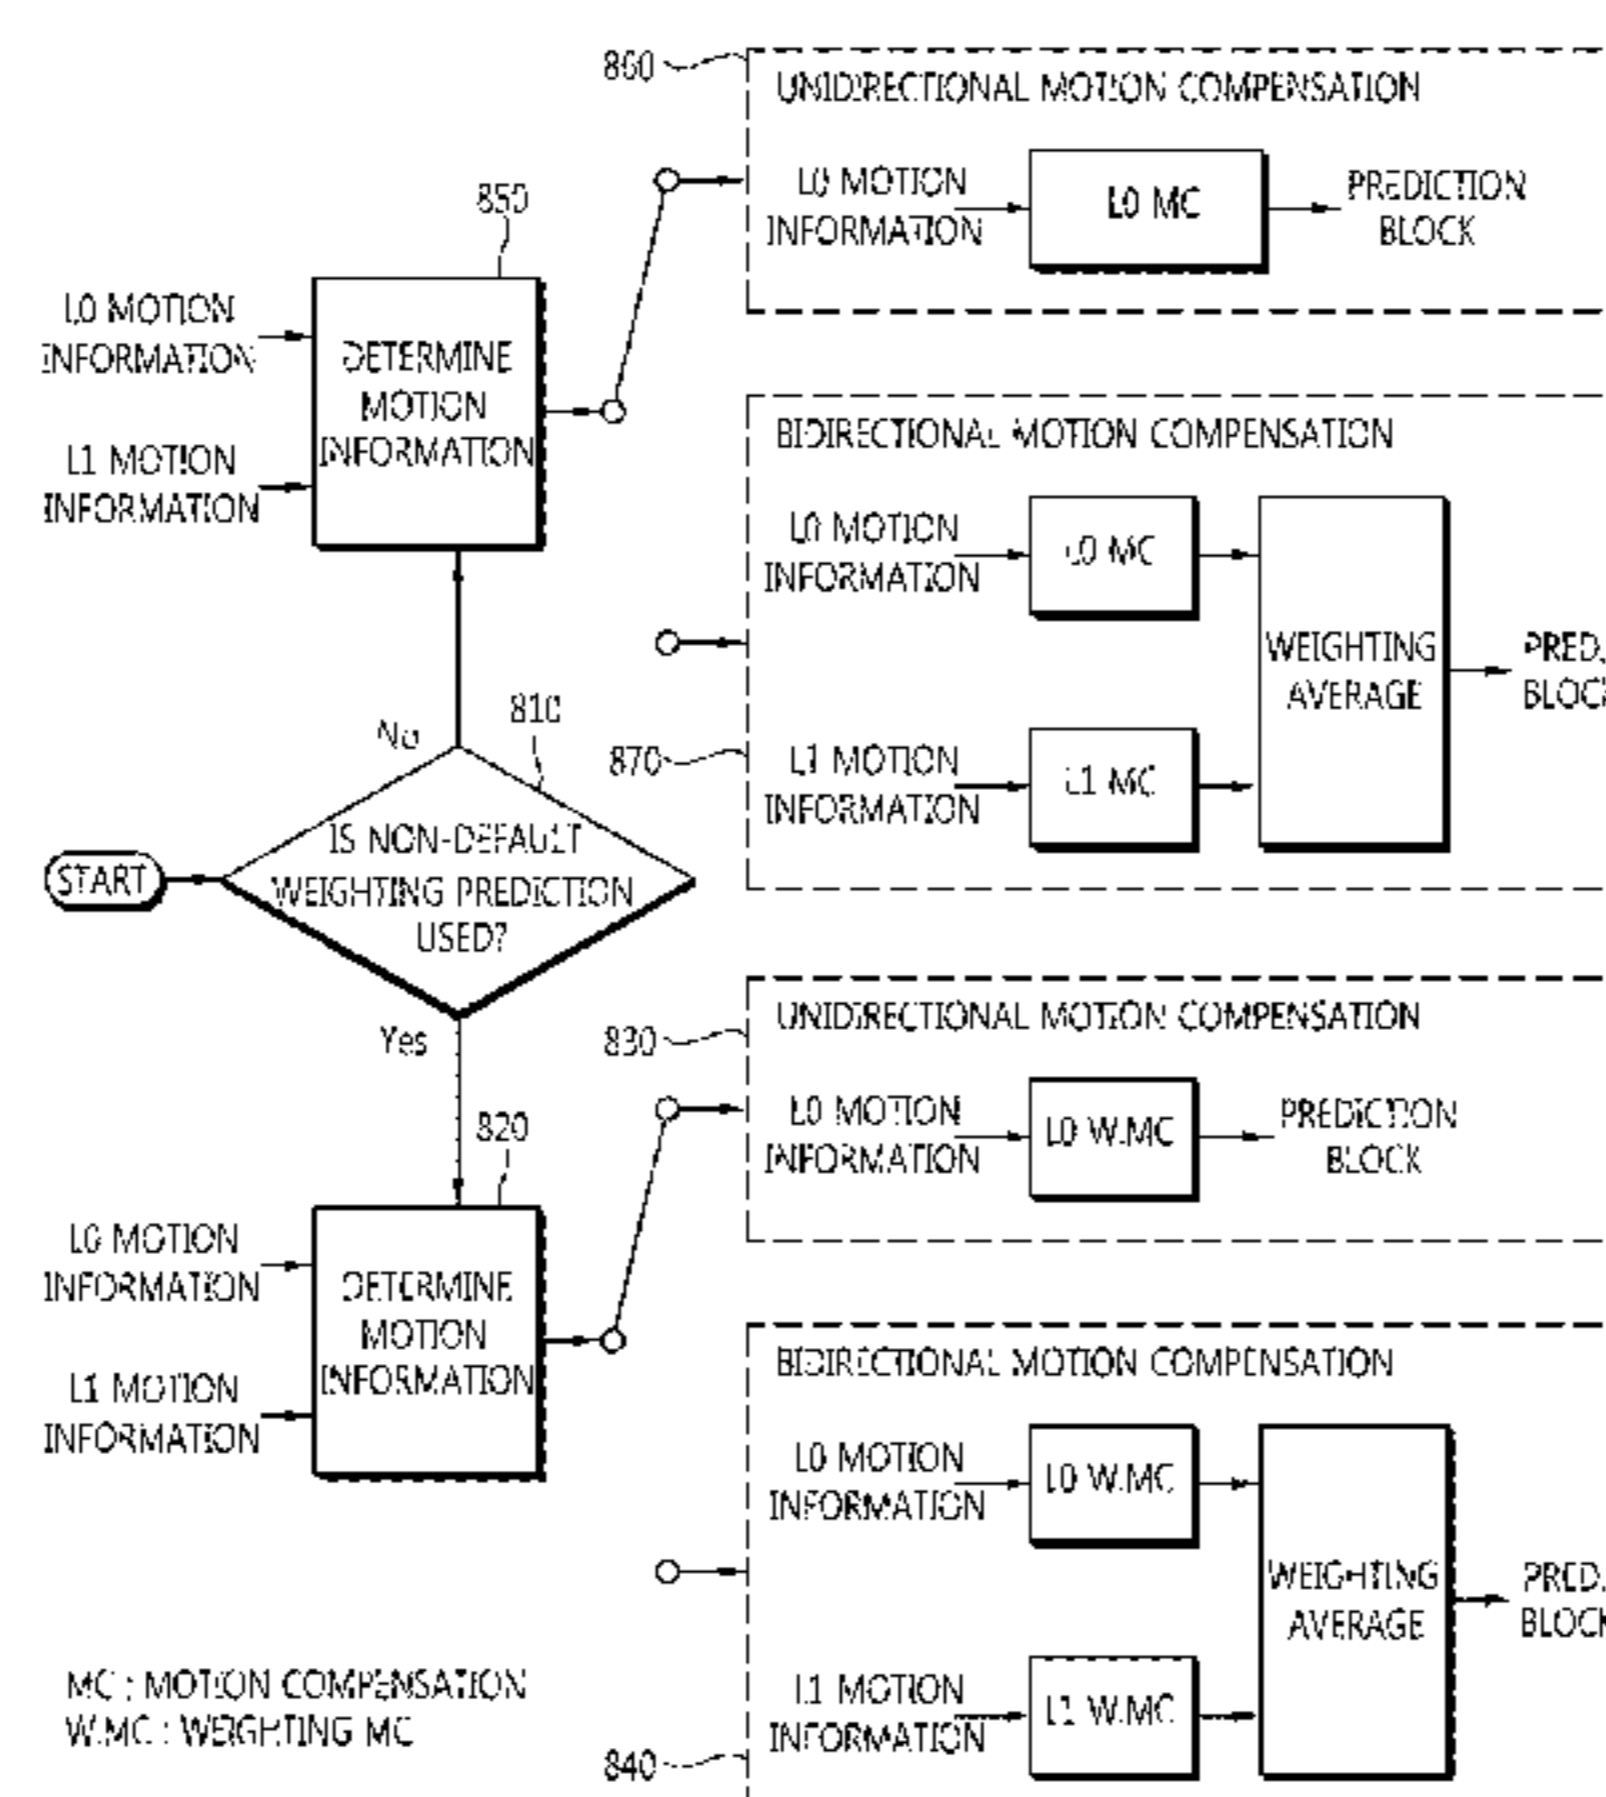 860
UNIDIRECTIONAL MOTION COMPENSATION
L0 MOTION
INFORMATION
L0 MC
PREDICTION
BLOCK
850
L0 MOTION
INFORMATION
L1 MOTION
INFORMATION
DETERMINE
MOTION
INFORMATION
BIDIRECTIONAL MOTION COMPENSATION
L0 MOTION
INFORMATION
L0 MC
WEIGHTING
AVERAGE
PRED.
BLOCK
870
L1 MOTION
INFORMATION
L1 MC
No
810
START
IS NON-DEFAULT
WEIGHTING PREDICTION
USED?
Yes
830
UNIDIRECTIONAL MOTION COMPENSATION
L0 MOTION
INFORMATION
L0 W.MC
PREDICTION
BLOCK
820
L0 MOTION
INFORMATION
L1 MOTION
INFORMATION
DETERMINE
MOTION
INFORMATION
BIDIRECTIONAL MOTION COMPENSATION
L0 MOTION
INFORMATION
L0 W.MC
WEIGHTING
AVERAGE
PRED.
BLOCK
L1 MOTION
INFORMATION
L1 W.MC
840
MC : MOTION COMPENSATION
W.MC : WEIGHTING MC